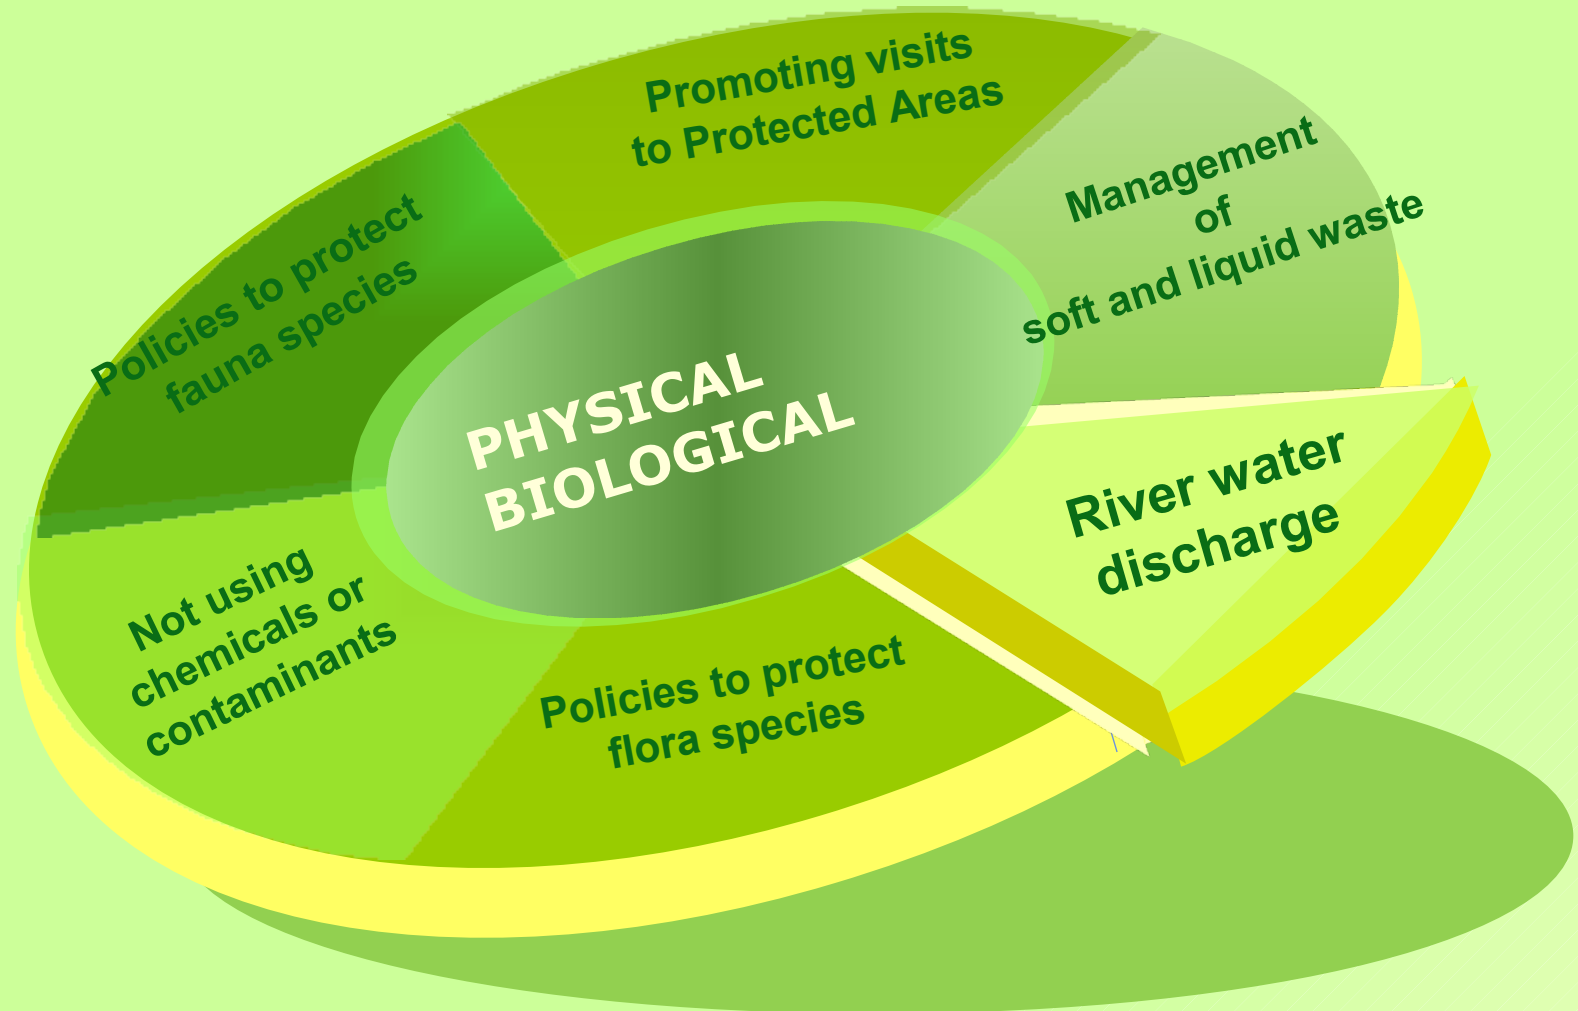 Promoting visits
to Protected Areas
Management
of
soft and liquid waste
Policies to protect
fauna species
PHYSICAL
BIOLOGICAL
River water
discharge
Not using
chemicals or
contaminants
Policies to protect
flora species